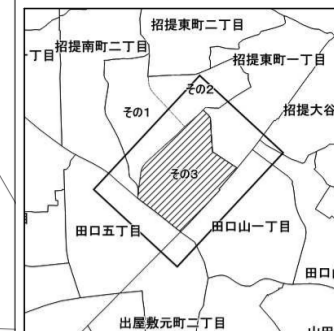 招提東町二丁目
招提南町二丁目
丁目
招提東町一丁目
その2
その1
招提大谷
その3
田口五丁目
田口山一丁目
田口
出屋敷元町二丁目